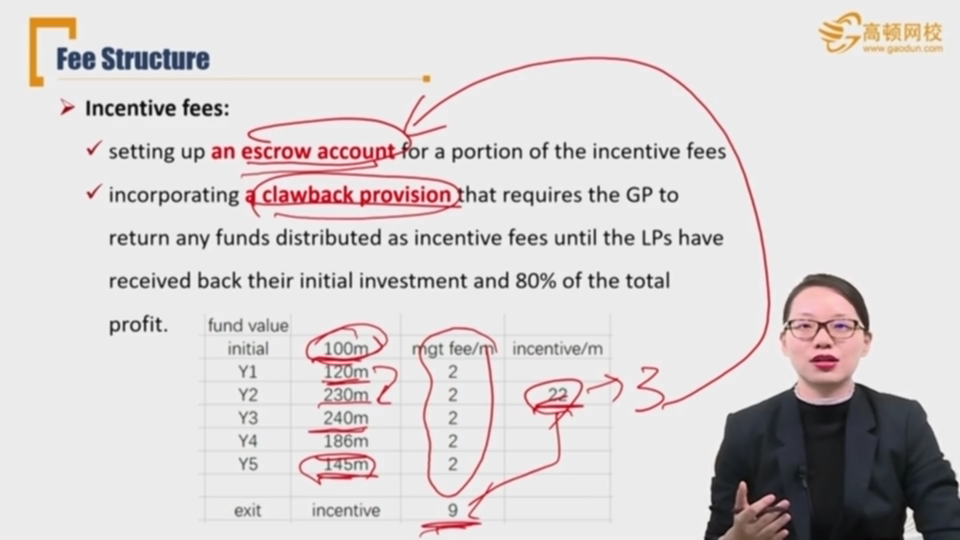 高顿网校
www.gaodun.com
Fee Structure
Incentive fees:
setting up an escrow account for a portion of the incentive fees
incorporating a clawback provision that requires the GP to
return any funds distributed as incentive fees until the LPs have
received back their initial investment and 80% of the total
profit.
fund value
initial 100m mgt fee/m incentive/m
Y1 120m 2
Y2 230m 2 22 → 3
Y3 240m 2
Y4 186m 2
Y5 145m 2
exit incentive 9